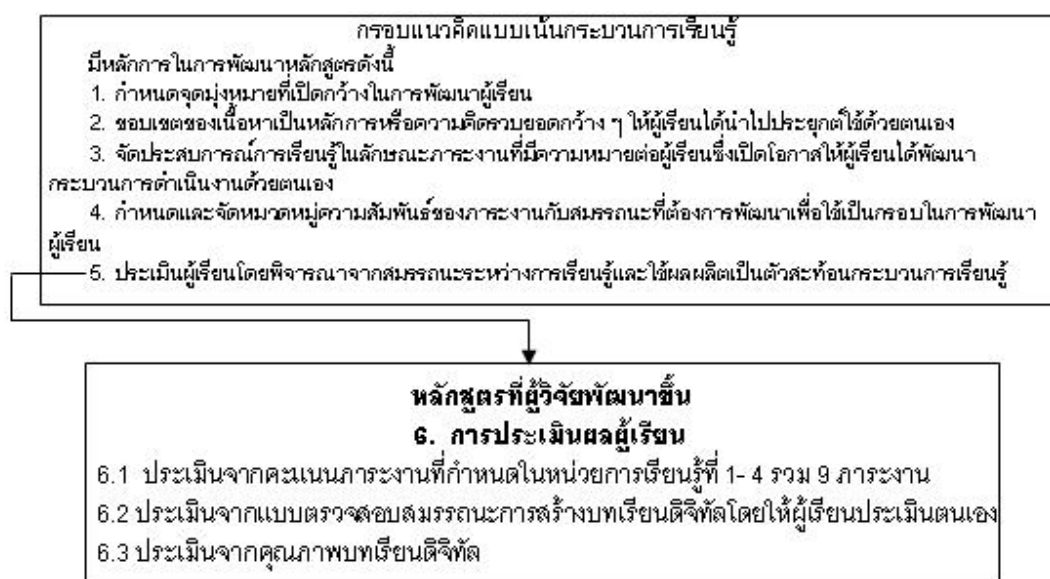 กรอบแนวคิดแบบเน้นกระบวนการเรียนรู้
มีหลักการในการพัฒนาหลักสูตรดังนี้
1. กำหนดจุดมุ่งหมายที่เปิดกว้างในการพัฒนาผู้เรียน
2. ขอบเขตของเนื้อหาเป็นหลักการหรือความคิดรวบยอดกว้าง ๆ ให้ผู้เรียนได้นำไปประยุกต์ใช้ด้วยตนเอง
3. จัดประสบการณ์การเรียนรู้ในลักษณะภาระงานที่มีความหมายต่อผู้เรียนซึ่งเปิดโอกาสให้ผู้เรียนได้พัฒนา
กระบวนการดำเนินงานด้วยตนเอง
4. กำหนดและจัดหมวดหมู่ความสัมพันธ์ของภาระงานกับสมรรถนะที่ต้องการพัฒนาเพื่อใช้เป็นกรอบในการพัฒนา
ผู้เรียน
5. ประเมินผู้เรียนโดยพิจารณาจากสมรรถนะระหว่างการเรียนรู้และใช้ผลผลิตเป็นตัวสะท้อนกระบวนการเรียนรู้
หลักสูตรที่ผู้วิจัยพัฒนาขึ้น
6. การประเมินผลผู้เรียน
6.1 ประเมินจากคะแนนภาระงานที่กำหนดในหน่วยการเรียนรู้ที่ 1- 4 รวม 9 ภาระงาน
6.2 ประเมินจากแบบตรวจสอบสมรรถนะการสร้างบทเรียนดิจิทัลโดยให้ผู้เรียนประเมินตนเอง
6.3 ประเมินจากคุณภาพบทเรียนดิจิทัล